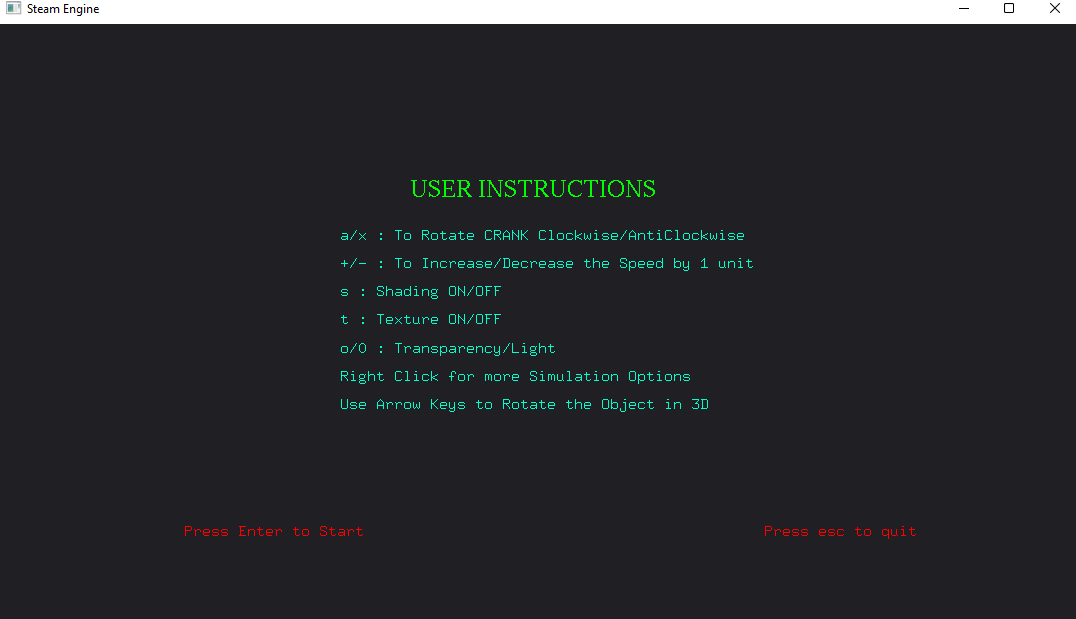 Steam Engine
USER INSTRUCTIONS
a/x : To Rotate CRANK Clockwise/AntiClockwise
+/- : To Increase/Decrease the Speed by 1 unit
s : Shading ON/OFF
t : Texture ON/OFF
o/O : Transparency/Light
Right Click for more Simulation Options
Use Arrow Keys to Rotate the Object in 3D
Press Enter to Start
Press esc to quit